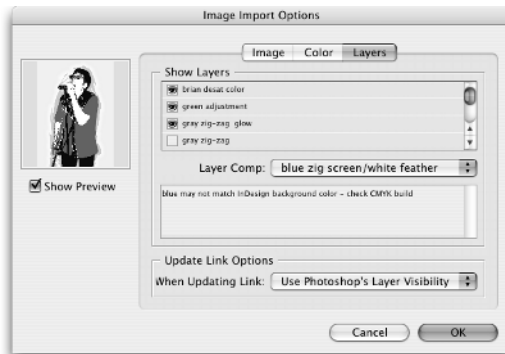 Image Import Options
Image Color Layers
Show Layers
brian desat color
green adjustment
gray zig-zag glow
gray zig-zag
Layer Comp: blue zig screen/white feather
Show Preview
blue may not match InDesign background color - check CMYK build
Update Link Options
When Updating Link: Use Photoshop's Layer Visibility
Cancel OK